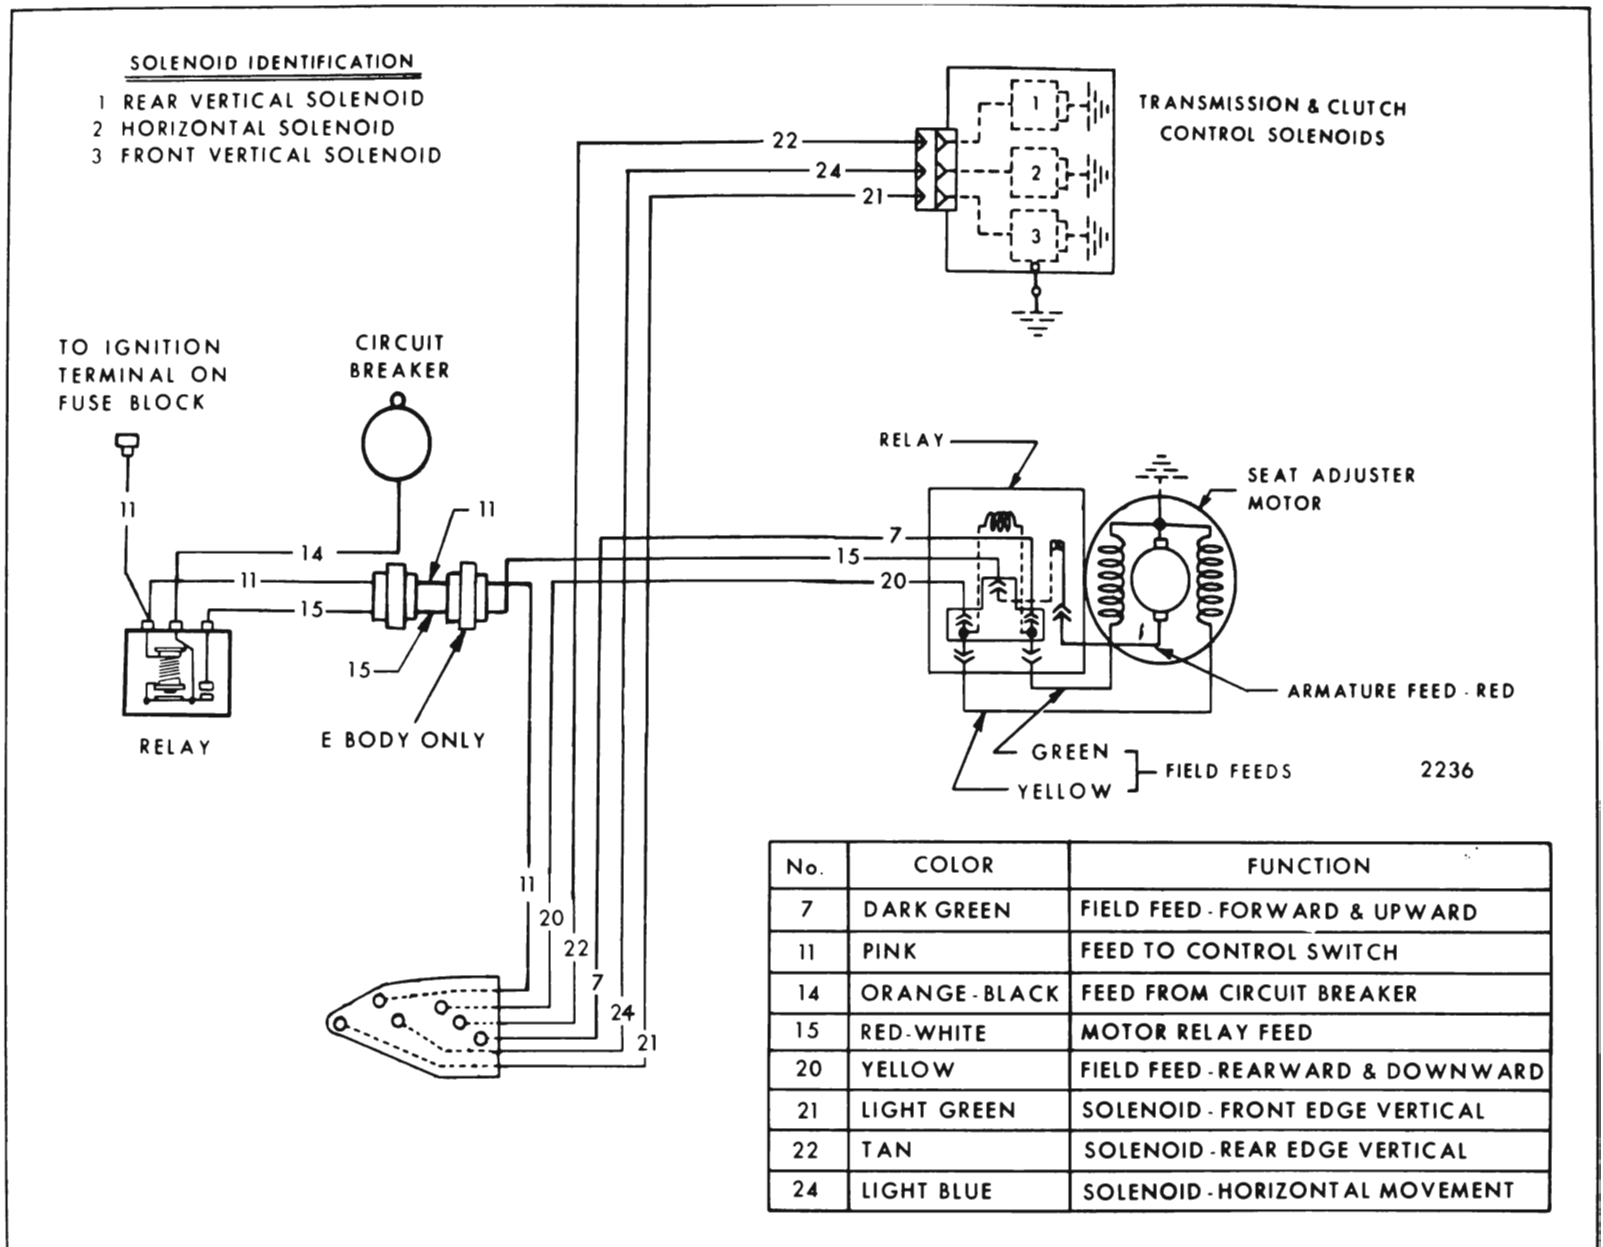 SOLENOID IDENTIFICATION
1 REAR VERTICAL SOLENOID
2 HORIZONTAL SOLENOID
3 FRONT VERTICAL SOLENOID
22
24
21
1
2
3
TRANSMISSION & CLUTCH
CONTROL SOLENOIDS
TO IGNITION
TERMINAL ON
FUSE BLOCK
CIRCUIT
BREAKER
11
14
11
11
15
15
RELAY
E BODY ONLY
RELAY
7
15
20
SEAT ADJUSTER
MOTOR
ARMATURE FEED - RED
GREEN
YELLOW
FIELD FEEDS
2236
11
20
22
7
24
21
No. COLOR FUNCTION
7 DARK GREEN FIELD FEED - FORWARD & UPWARD
11 PINK FEED TO CONTROL SWITCH
14 ORANGE - BLACK FEED FROM CIRCUIT BREAKER
15 RED-WHITE MOTOR RELAY FEED
20 YELLOW FIELD FEED - REARWARD & DOWNWARD
21 LIGHT GREEN SOLENOID - FRONT EDGE VERTICAL
22 TAN SOLENOID - REAR EDGE VERTICAL
24 LIGHT BLUE SOLENOID - HORIZONTAL MOVEMENT